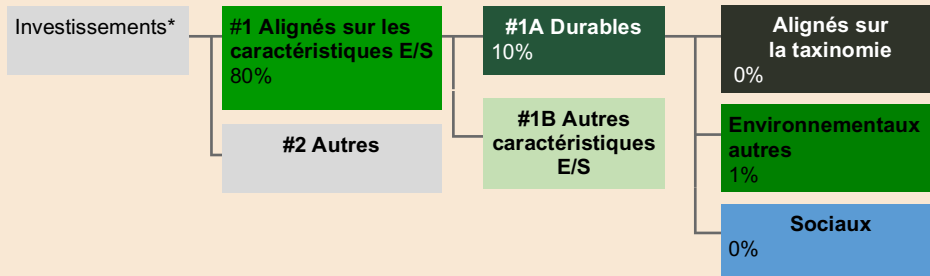 Investissements*
#1 Alignés sur les
caractéristiques E/S
80%
#2 Autres
#1A Durables
10%
#1B Autres
caractéristiques
E/S
Alignés sur
la taxinomie
0%
Environnementaux
autres
1%
Sociaux
0%